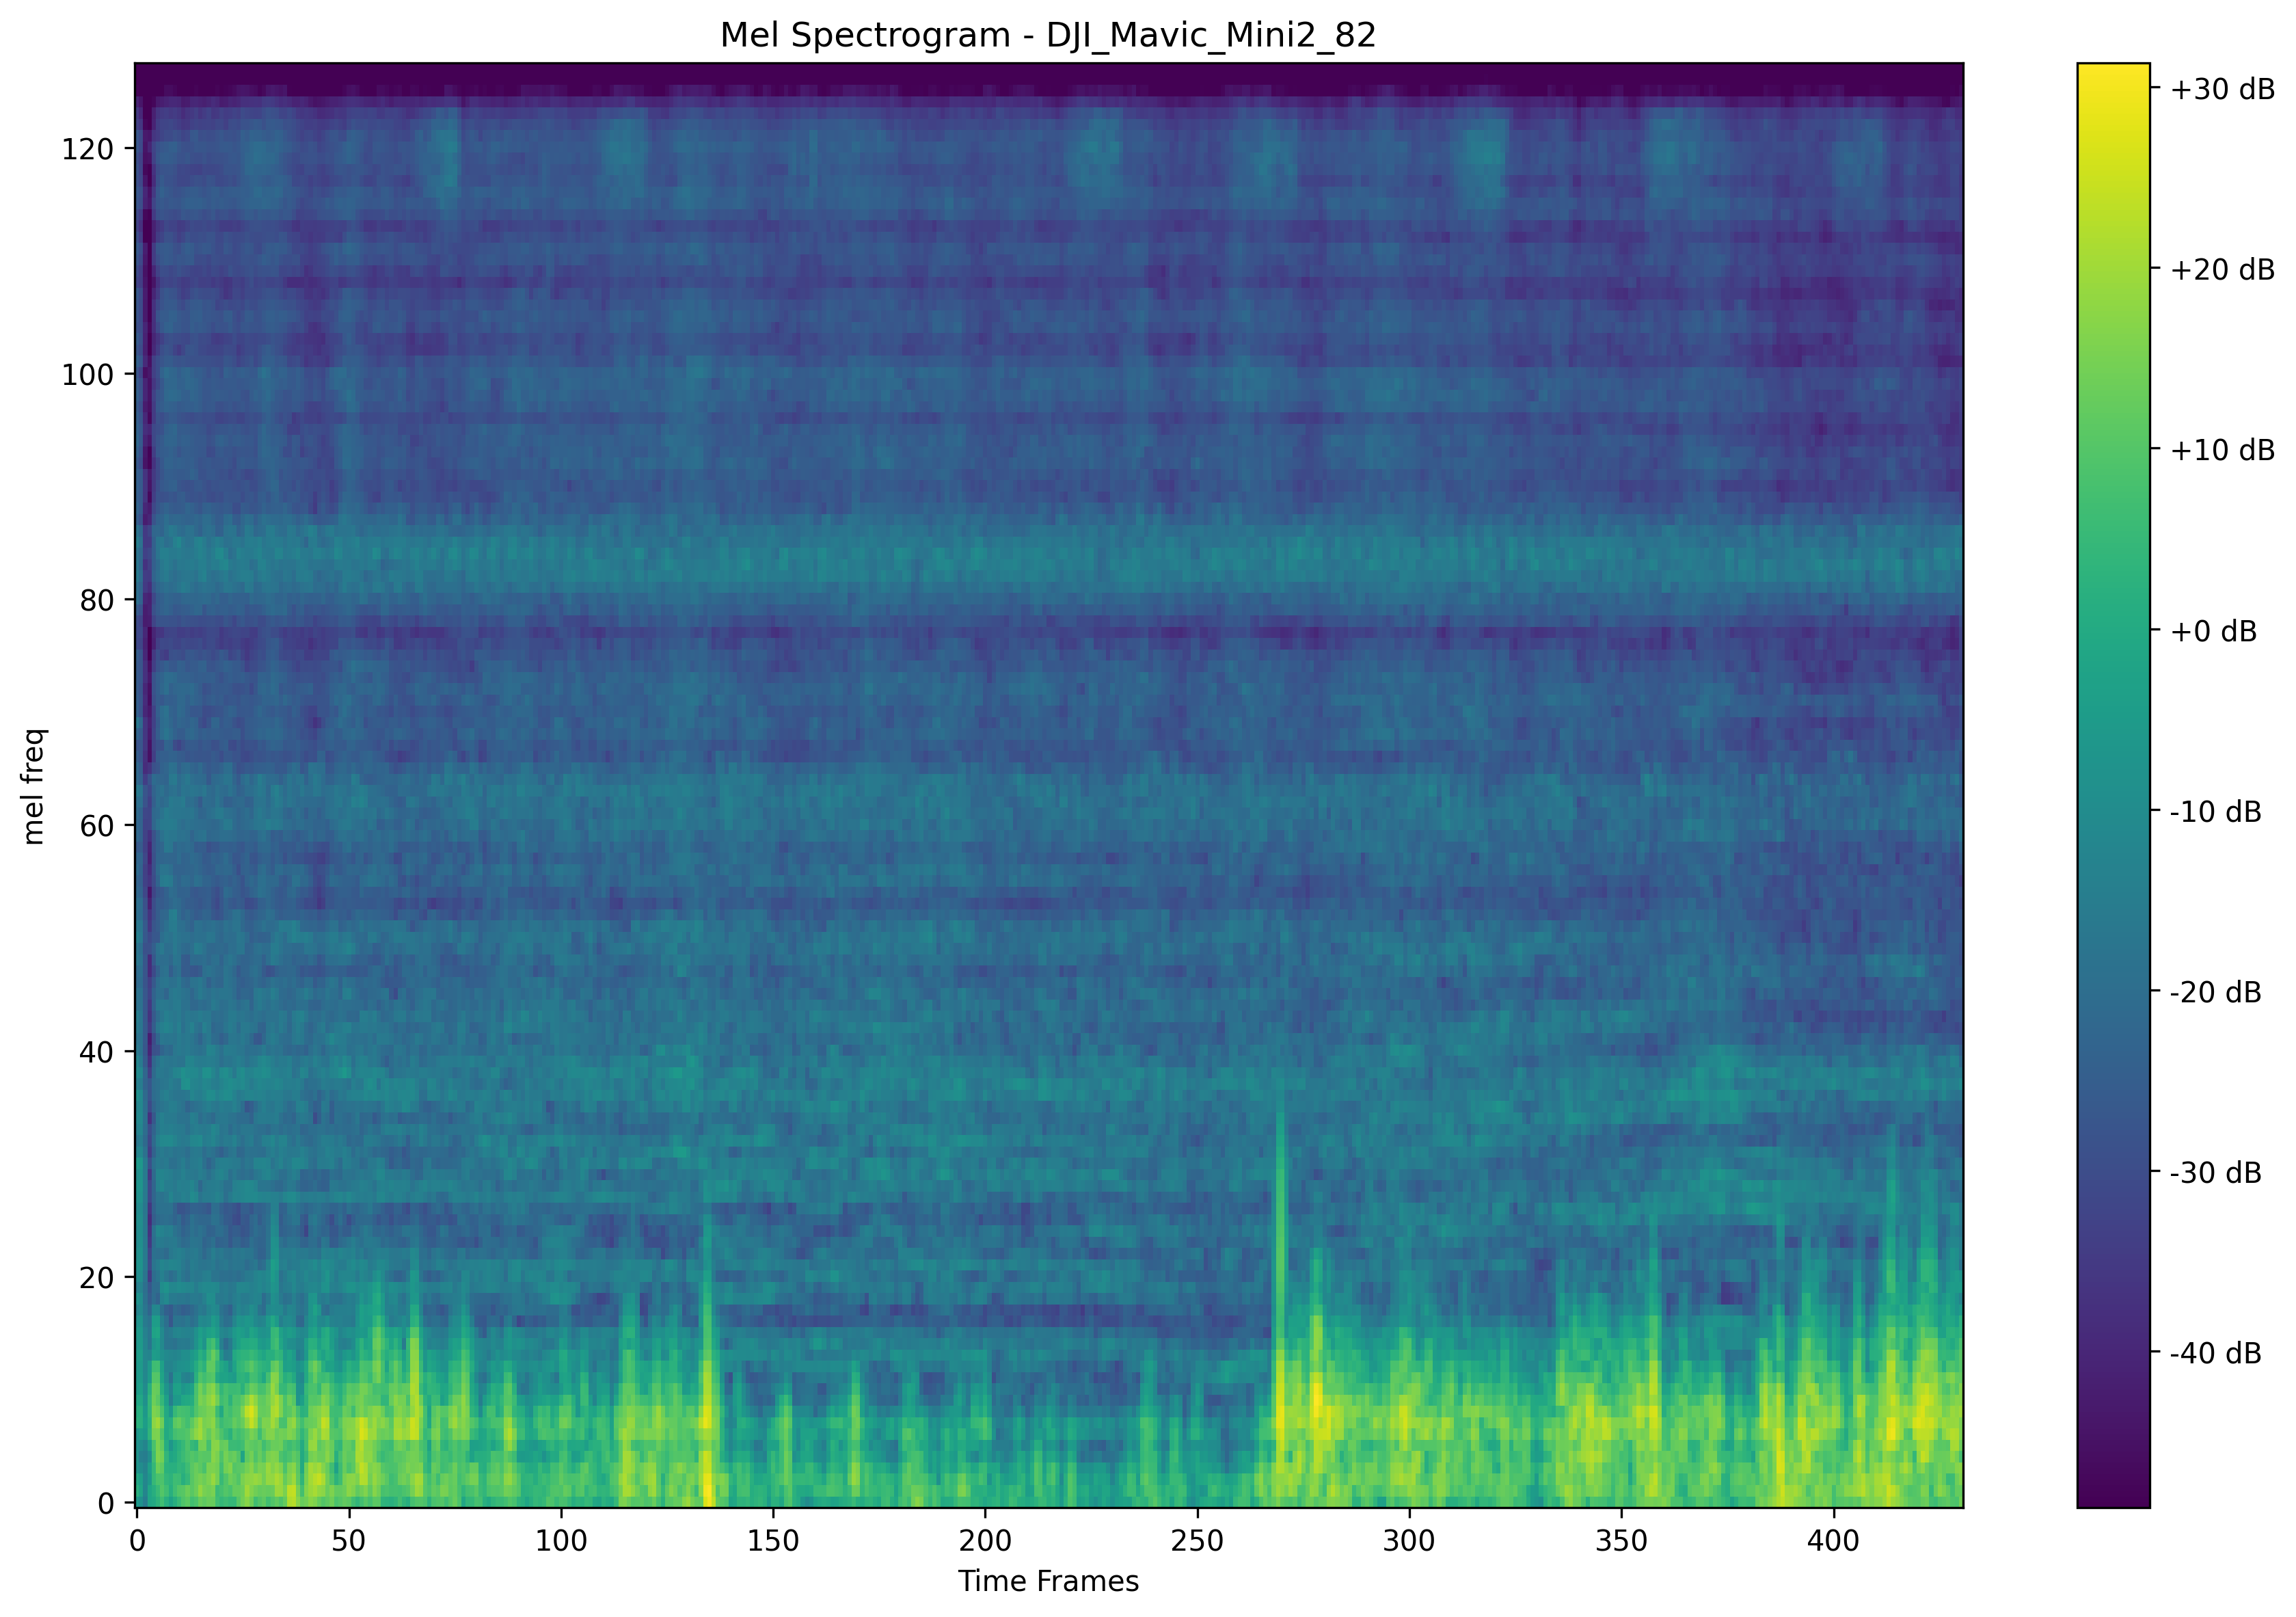 Mel Spectrogram - DJI_Mavic_Mini2_82
mel freq
120
100
80
60
40
20
0
0 50 100 150 200 250 300 350 400
Time Frames
+30 dB
+20 dB
+10 dB
+0 dB
-10 dB
-20 dB
-30 dB
-40 dB